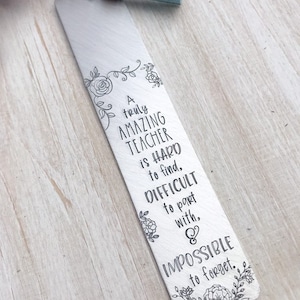 A
truly
AMAZING
TEACHER
is HARD
to find,
DIFFICULT
to part
with,
&
IMPOSSIBLE
to forget.